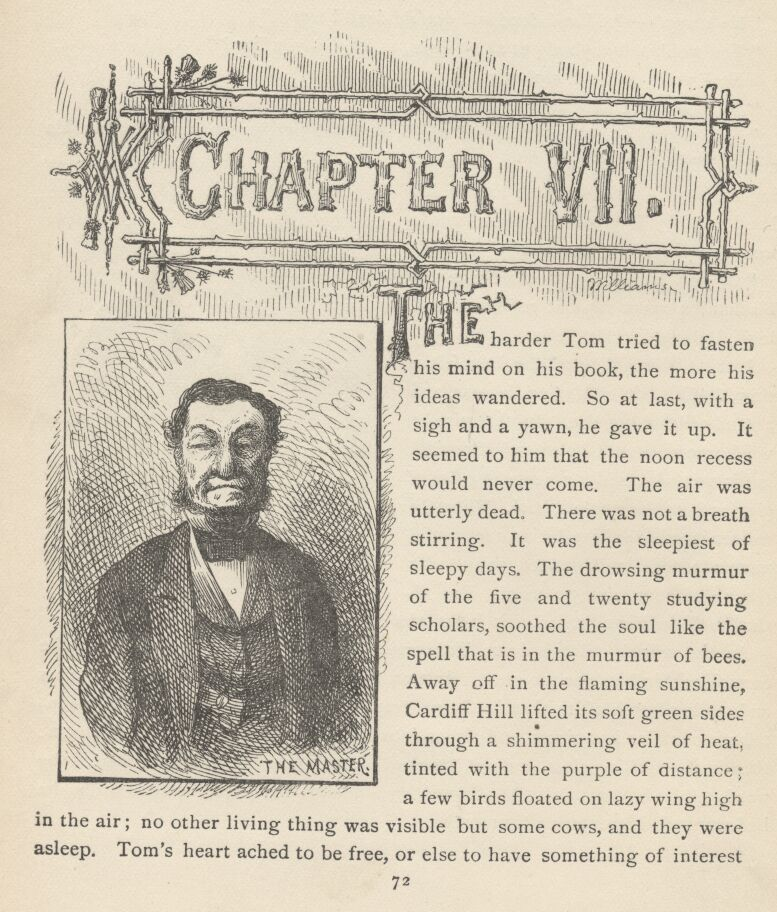 CHAPTER VII.
Williams
THE harder Tom tried to fasten
his mind on his book, the more his
ideas wandered. So at last, with a
sigh and a yawn, he gave it up. It
seemed to him that the noon recess
would never come. The air was
utterly dead. There was not a breath
stirring. It was the sleepiest of
sleepy days. The drowsing murmur
of the five and twenty studying
scholars, soothed the soul like the
spell that is in the murmur of bees.
Away off in the flaming sunshine,
Cardiff Hill lifted its soft green sides
through a shimmering veil of heat,
tinted with the purple of distance;
a few birds floated on lazy wing high
THE MASTER.
in the air; no other living thing was visible but some cows, and they were
asleep. Tom's heart ached to be free, or else to have something of interest
72